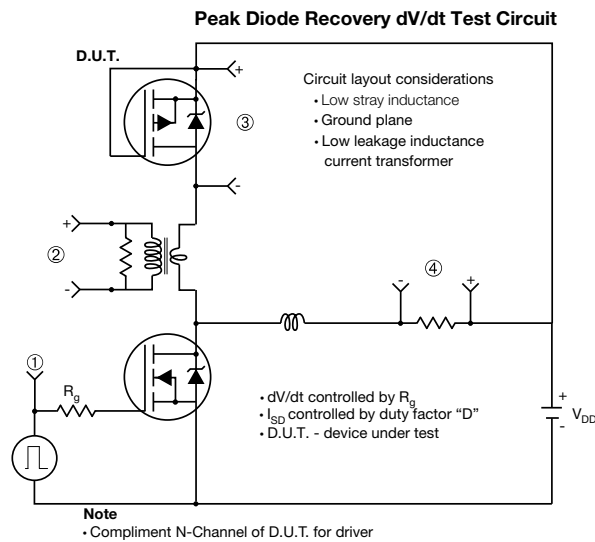 Peak Diode Recovery dV/dt Test Circuit
D.U.T.
+
Circuit layout considerations
• Low stray inductance
• Ground plane
• Low leakage inductance
current transformer
③
-
+
②
-
④
-
+
①
Rg
• dV/dt controlled by Rg
• ISD controlled by duty factor “D”
• D.U.T. - device under test
+
VDD
-
Note
• Compliment N-Channel of D.U.T. for driver